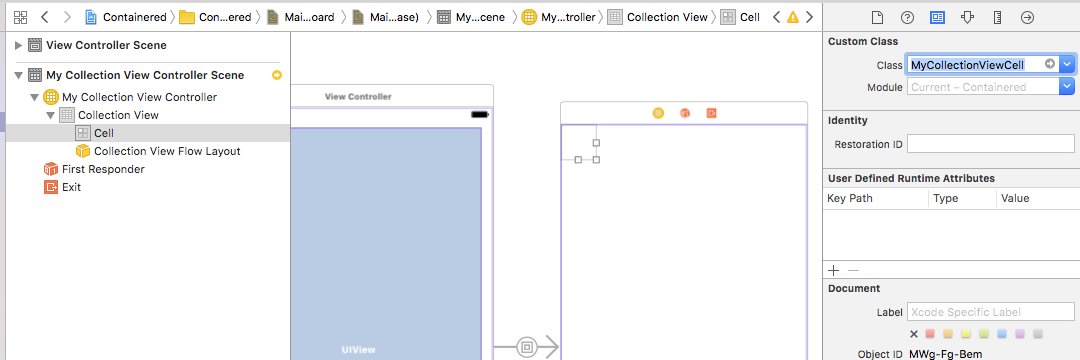 Containered Con...ered Mai...oard Mai...ase) My...cene My...troller Collection View Cell
View Controller Scene
My Collection View Controller Scene
My Collection View Controller
Collection View
Cell
Collection View Flow Layout
First Responder
Exit
View Controller
UIView
Custom Class
Class MyCollectionViewCell
Module Current – Containered
Identity
Restoration ID
User Defined Runtime Attributes
Key Path Type Value
Document
Label Xcode Specific Label
Object ID MWg-Fg-Bem